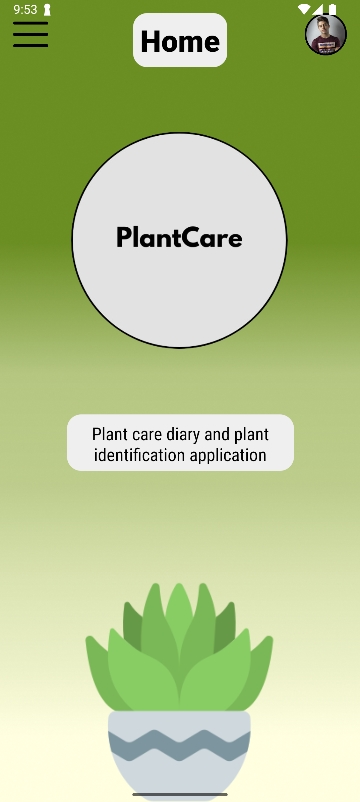 9:53
Home
PlantCare
Plant care diary and plant
identification application